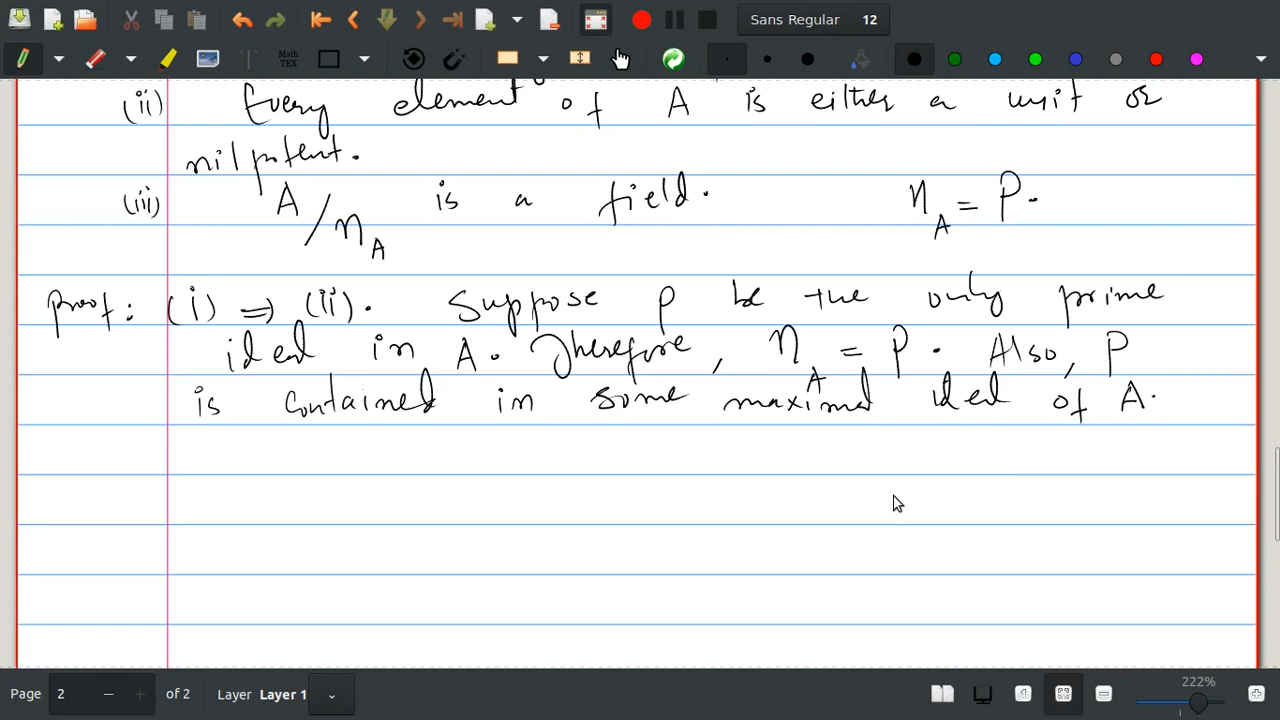 Sans Regular 12
Math
TEX
(ii) Every element of A is either a unit or
nilpotent.
(iii) A/η_A is a field. η_A = P.
Proof: (i) ⇒ (ii). Suppose P be the only prime
ideal in A. Therefore, η_A = P. Also, P
is contained in some maximal ideal of A.
Page 2 of 2 Layer Layer 1 222%